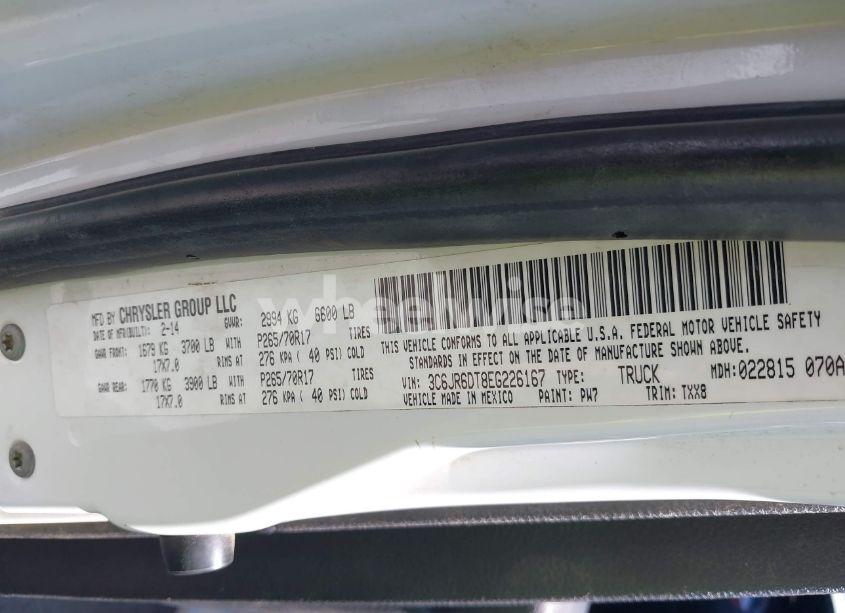 MFD BY CHRYSLER GROUP LLC
DATE OF MFR(BUILT): 2-14 GVWR: 2994 KG 6600 LB
GAWR FRONT: 1679 KG 3700 LB WITH P265/70R17 TIRES
17X7.0 RIMS AT 276 KPA ( 40 PSI) COLD
GAWR REAR: 1770 KG 3900 LB WITH P265/70R17 TIRES
17X7.0 RIMS AT 276 KPA ( 40 PSI) COLD
THIS VEHICLE CONFORMS TO ALL APPLICABLE U.S.A. FEDERAL MOTOR VEHICLE SAFETY
STANDARDS IN EFFECT ON THE DATE OF MANUFACTURE SHOWN ABOVE.
VIN: 3C6JR6DT8EG226167 TYPE: TRUCK MDH: 022815 070A
VEHICLE MADE IN MEXICO PAINT: PW7 TRIM: TXX8
wheelwise